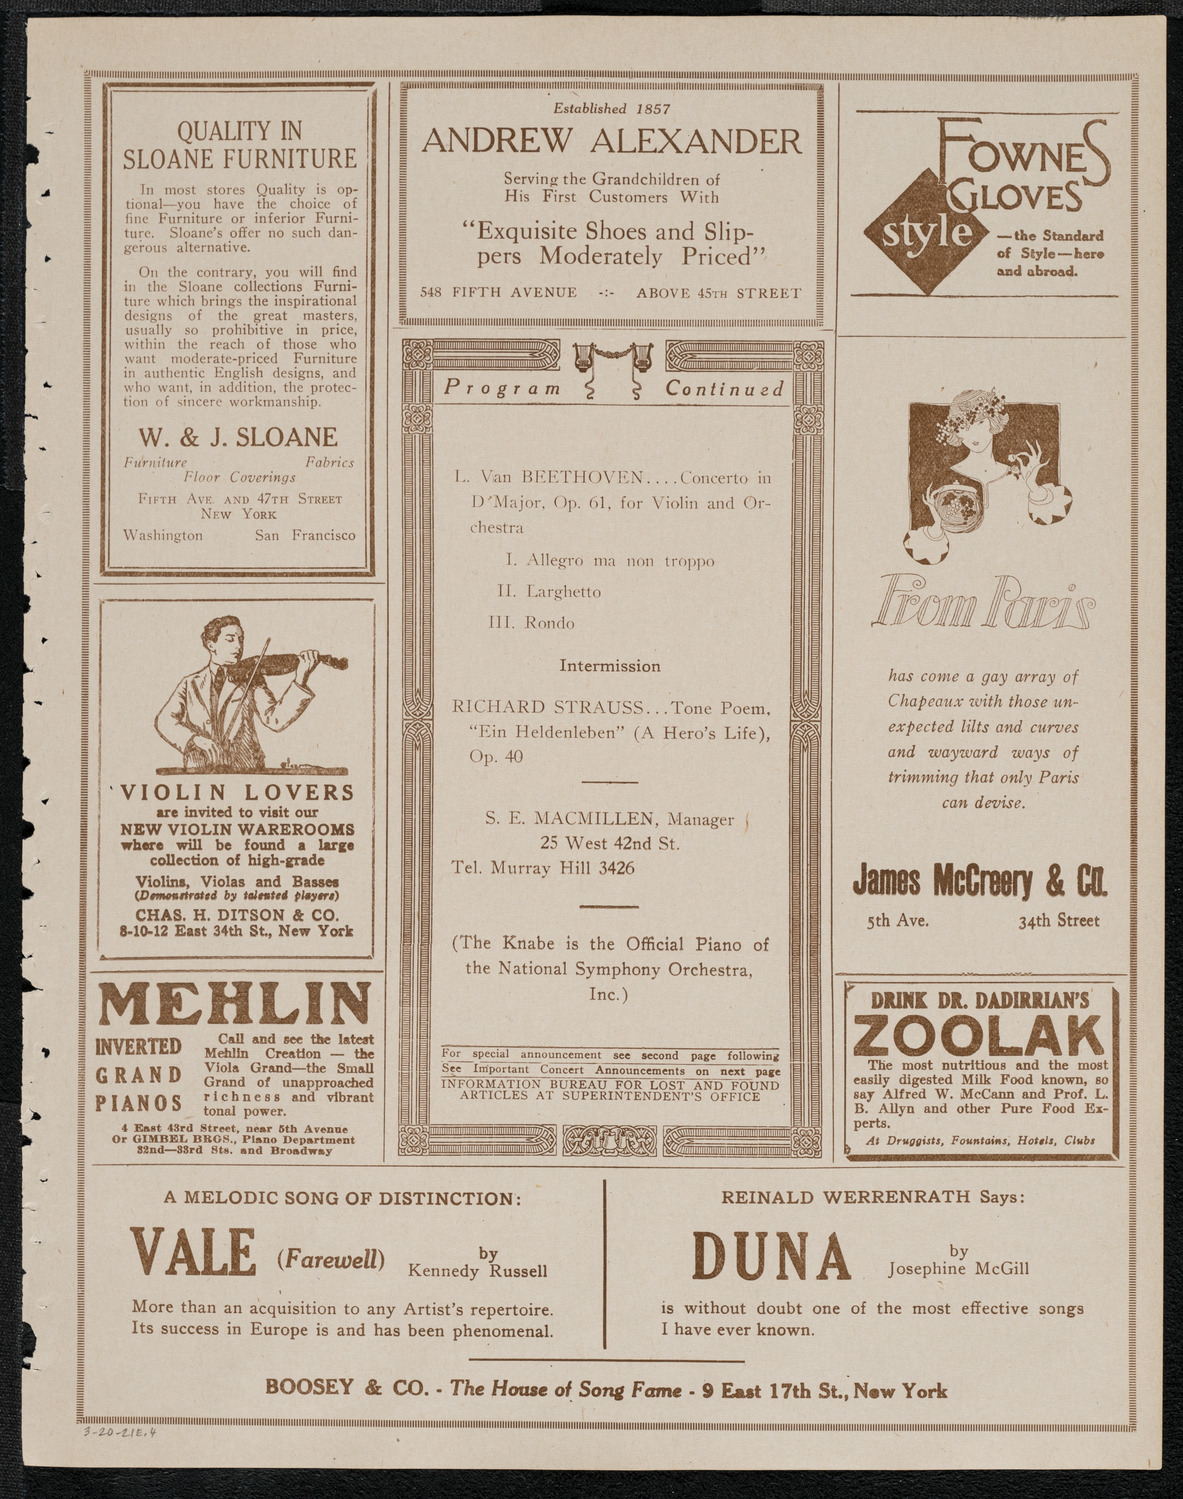 QUALITY IN
SLOANE FURNITURE
In most stores Quality is op-
tional—you have the choice of
fine Furniture or inferior Furni-
ture. Sloane's offer no such dan-
gerous alternative.
On the contrary, you will find
in the Sloane collections Furni-
ture which brings the inspirational
designs of the great masters,
usually so prohibitive in price,
within the reach of those who
want moderate-priced Furniture
in authentic English designs, and
who want, in addition, the protec-
tion of sincere workmanship.
W. & J. SLOANE
Furniture Fabrics
Floor Coverings
FIFTH AVE. AND 47TH STREET
NEW YORK
Washington San Francisco
VIOLIN LOVERS
are invited to visit our
NEW VIOLIN WAREROOMS
where will be found a large
collection of high-grade
Violins, Violas and Basses
(Demonstrated by talented players)
CHAS. H. DITSON & CO.
8-10-12 East 34th St., New York
MEHLIN
INVERTED
GRAND
PIANOS
Call and see the latest
Mehlin Creation — the
Viola Grand—the Small
Grand of unapproached
richness and vibrant
tonal power.
4 East 43rd Street, near 5th Avenue
Or GIMBEL BROS., Piano Department
32nd—33rd Sts. and Broadway
Established 1857
ANDREW ALEXANDER
Serving the Grandchildren of
His First Customers With
"Exquisite Shoes and Slip-
pers Moderately Priced"
548 FIFTH AVENUE -:- ABOVE 45TH STREET
Program Continued
L. Van BEETHOVEN....Concerto in
D Major, Op. 61, for Violin and Or-
chestra
I. Allegro ma non troppo
II. Larghetto
III. Rondo
Intermission
RICHARD STRAUSS...Tone Poem,
"Ein Heldenleben" (A Hero's Life),
Op. 40
S. E. MACMILLEN, Manager
25 West 42nd St.
Tel. Murray Hill 3426
(The Knabe is the Official Piano of
the National Symphony Orchestra,
Inc.)
For special announcement see second page following
See Important Concert Announcements on next page
INFORMATION BUREAU FOR LOST AND FOUND
ARTICLES AT SUPERINTENDENT'S OFFICE
FOWNES
GLOVES
style
—the Standard
of Style—here
and abroad.
From Paris
has come a gay array of
Chapeaux with those un-
expected lilts and curves
and wayward ways of
trimming that only Paris
can devise.
James McCreery & Co.
5th Ave. 34th Street
DRINK DR. DADIRRIAN'S
ZOOLAK
The most nutritious and the most
easily digested Milk Food known, so
say Alfred W. McCann and Prof. L.
B. Allyn and other Pure Food Ex-
perts.
At Druggists, Fountains, Hotels, Clubs
A MELODIC SONG OF DISTINCTION:
VALE (Farewell) by
Kennedy Russell
More than an acquisition to any Artist's repertoire.
Its success in Europe is and has been phenomenal.
REINALD WERRENRATH Says:
DUNA by
Josephine McGill
is without doubt one of the most effective songs
I have ever known.
BOOSEY & CO. - The House of Song Fame - 9 East 17th St., New York
3-20-21E.4